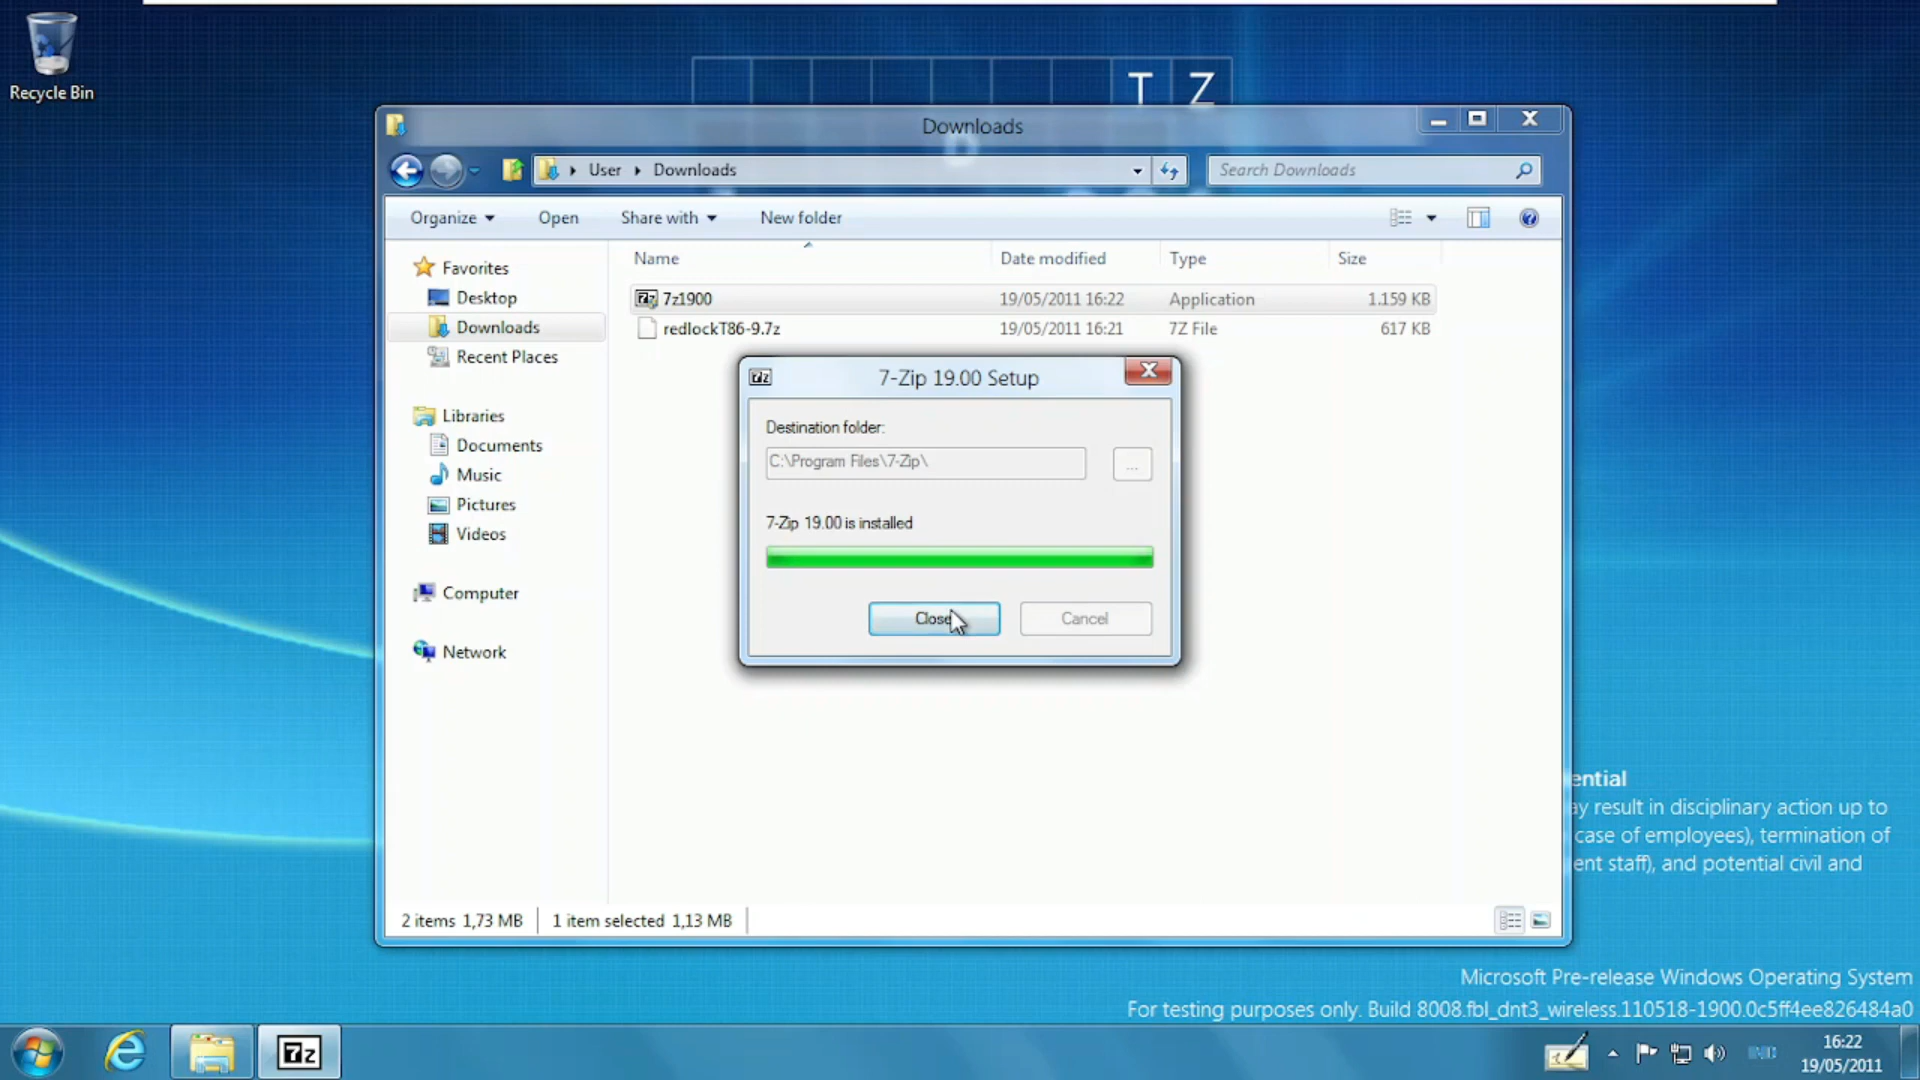 Recycle Bin
T Z
Downloads
User Downloads
Search Downloads
Organize Open Share with New folder
Name Date modified Type Size
7z1900 19/05/2011 16:22 Application 1.159 KB
redlockT86-9.7z 19/05/2011 16:21 7Z File 617 KB
Favorites
Desktop
Downloads
Recent Places
Libraries
Documents
Music
Pictures
Videos
Computer
Network
7-Zip 19.00 Setup
Destination folder:
C:\Program Files\7-Zip\
...
7-Zip 19.00 is installed
Close Cancel
2 items 1,73 MB 1 item selected 1,13 MB
ential
ay result in disciplinary action up to
case of employees), termination of
ent staff), and potential civil and
Microsoft Pre-release Windows Operating System
For testing purposes only. Build 8008.fbl_dnt3_wireless.110518-1900.0c5ff4ee826484a0
7z
16:22
19/05/2011